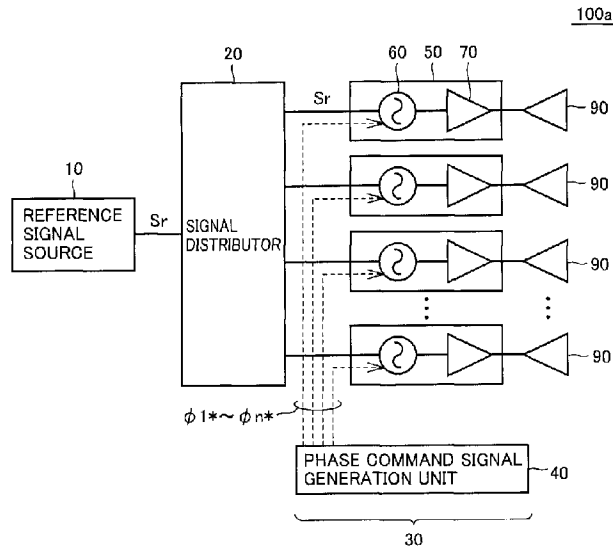 100a
20
60
50
70
Sr
90
10
90
REFERENCE
SIGNAL
SOURCE
Sr
SIGNAL
DISTRIBUTOR
90
90
φ1*~φn*
PHASE COMMAND SIGNAL
GENERATION UNIT
40
30